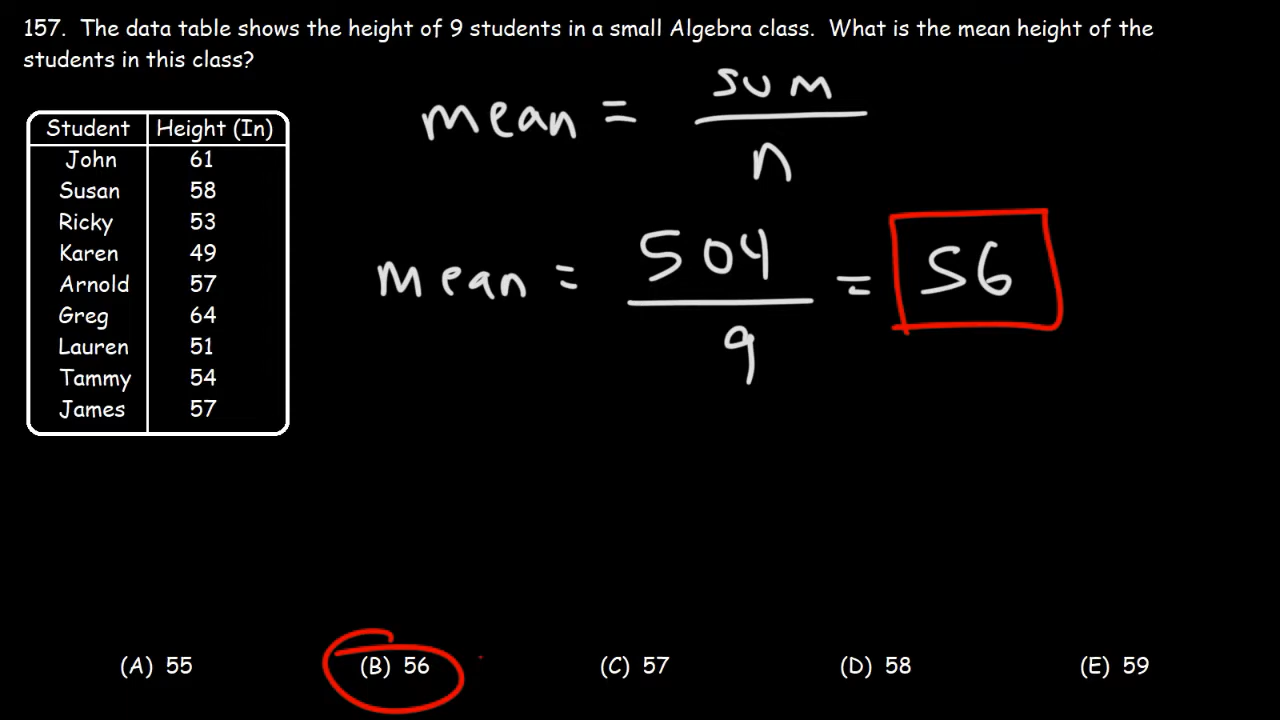 157. The data table shows the height of 9 students in a small Algebra class. What is the mean height of the
students in this class?
Student Height (In)
John 61
Susan 58
Ricky 53
Karen 49
Arnold 57
Greg 64
Lauren 51
Tammy 54
James 57
mean = sum
n
mean = 504 = 56
9
(A) 55 (B) 56 (C) 57 (D) 58 (E) 59